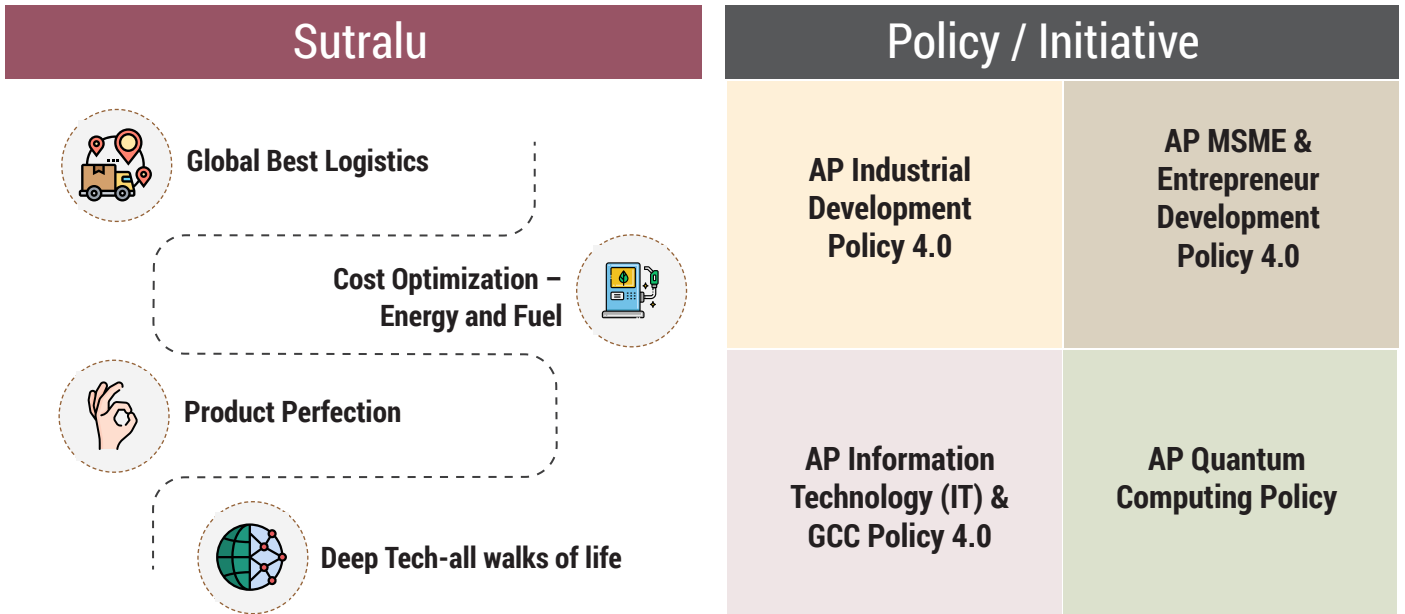 Sutralu
Global Best Logistics
Cost Optimization –
Energy and Fuel
Product Perfection
Deep Tech-all walks of life
Policy / Initiative
AP Industrial
Development
Policy 4.0
AP MSME &
Entrepreneur
Development
Policy 4.0
AP Information
Technology (IT) &
GCC Policy 4.0
AP Quantum
Computing Policy